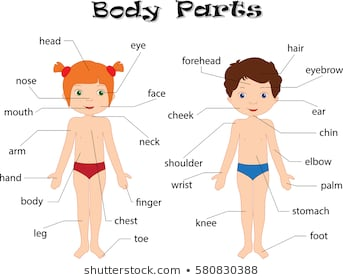 Body Parts
head
eye
nose
face
mouth
neck
arm
hand
body
finger
chest
leg
toe
hair
forehead
eyebrow
ear
cheek
chin
shoulder
elbow
wrist
palm
stomach
knee
foot
shutterstock.com • 580830388